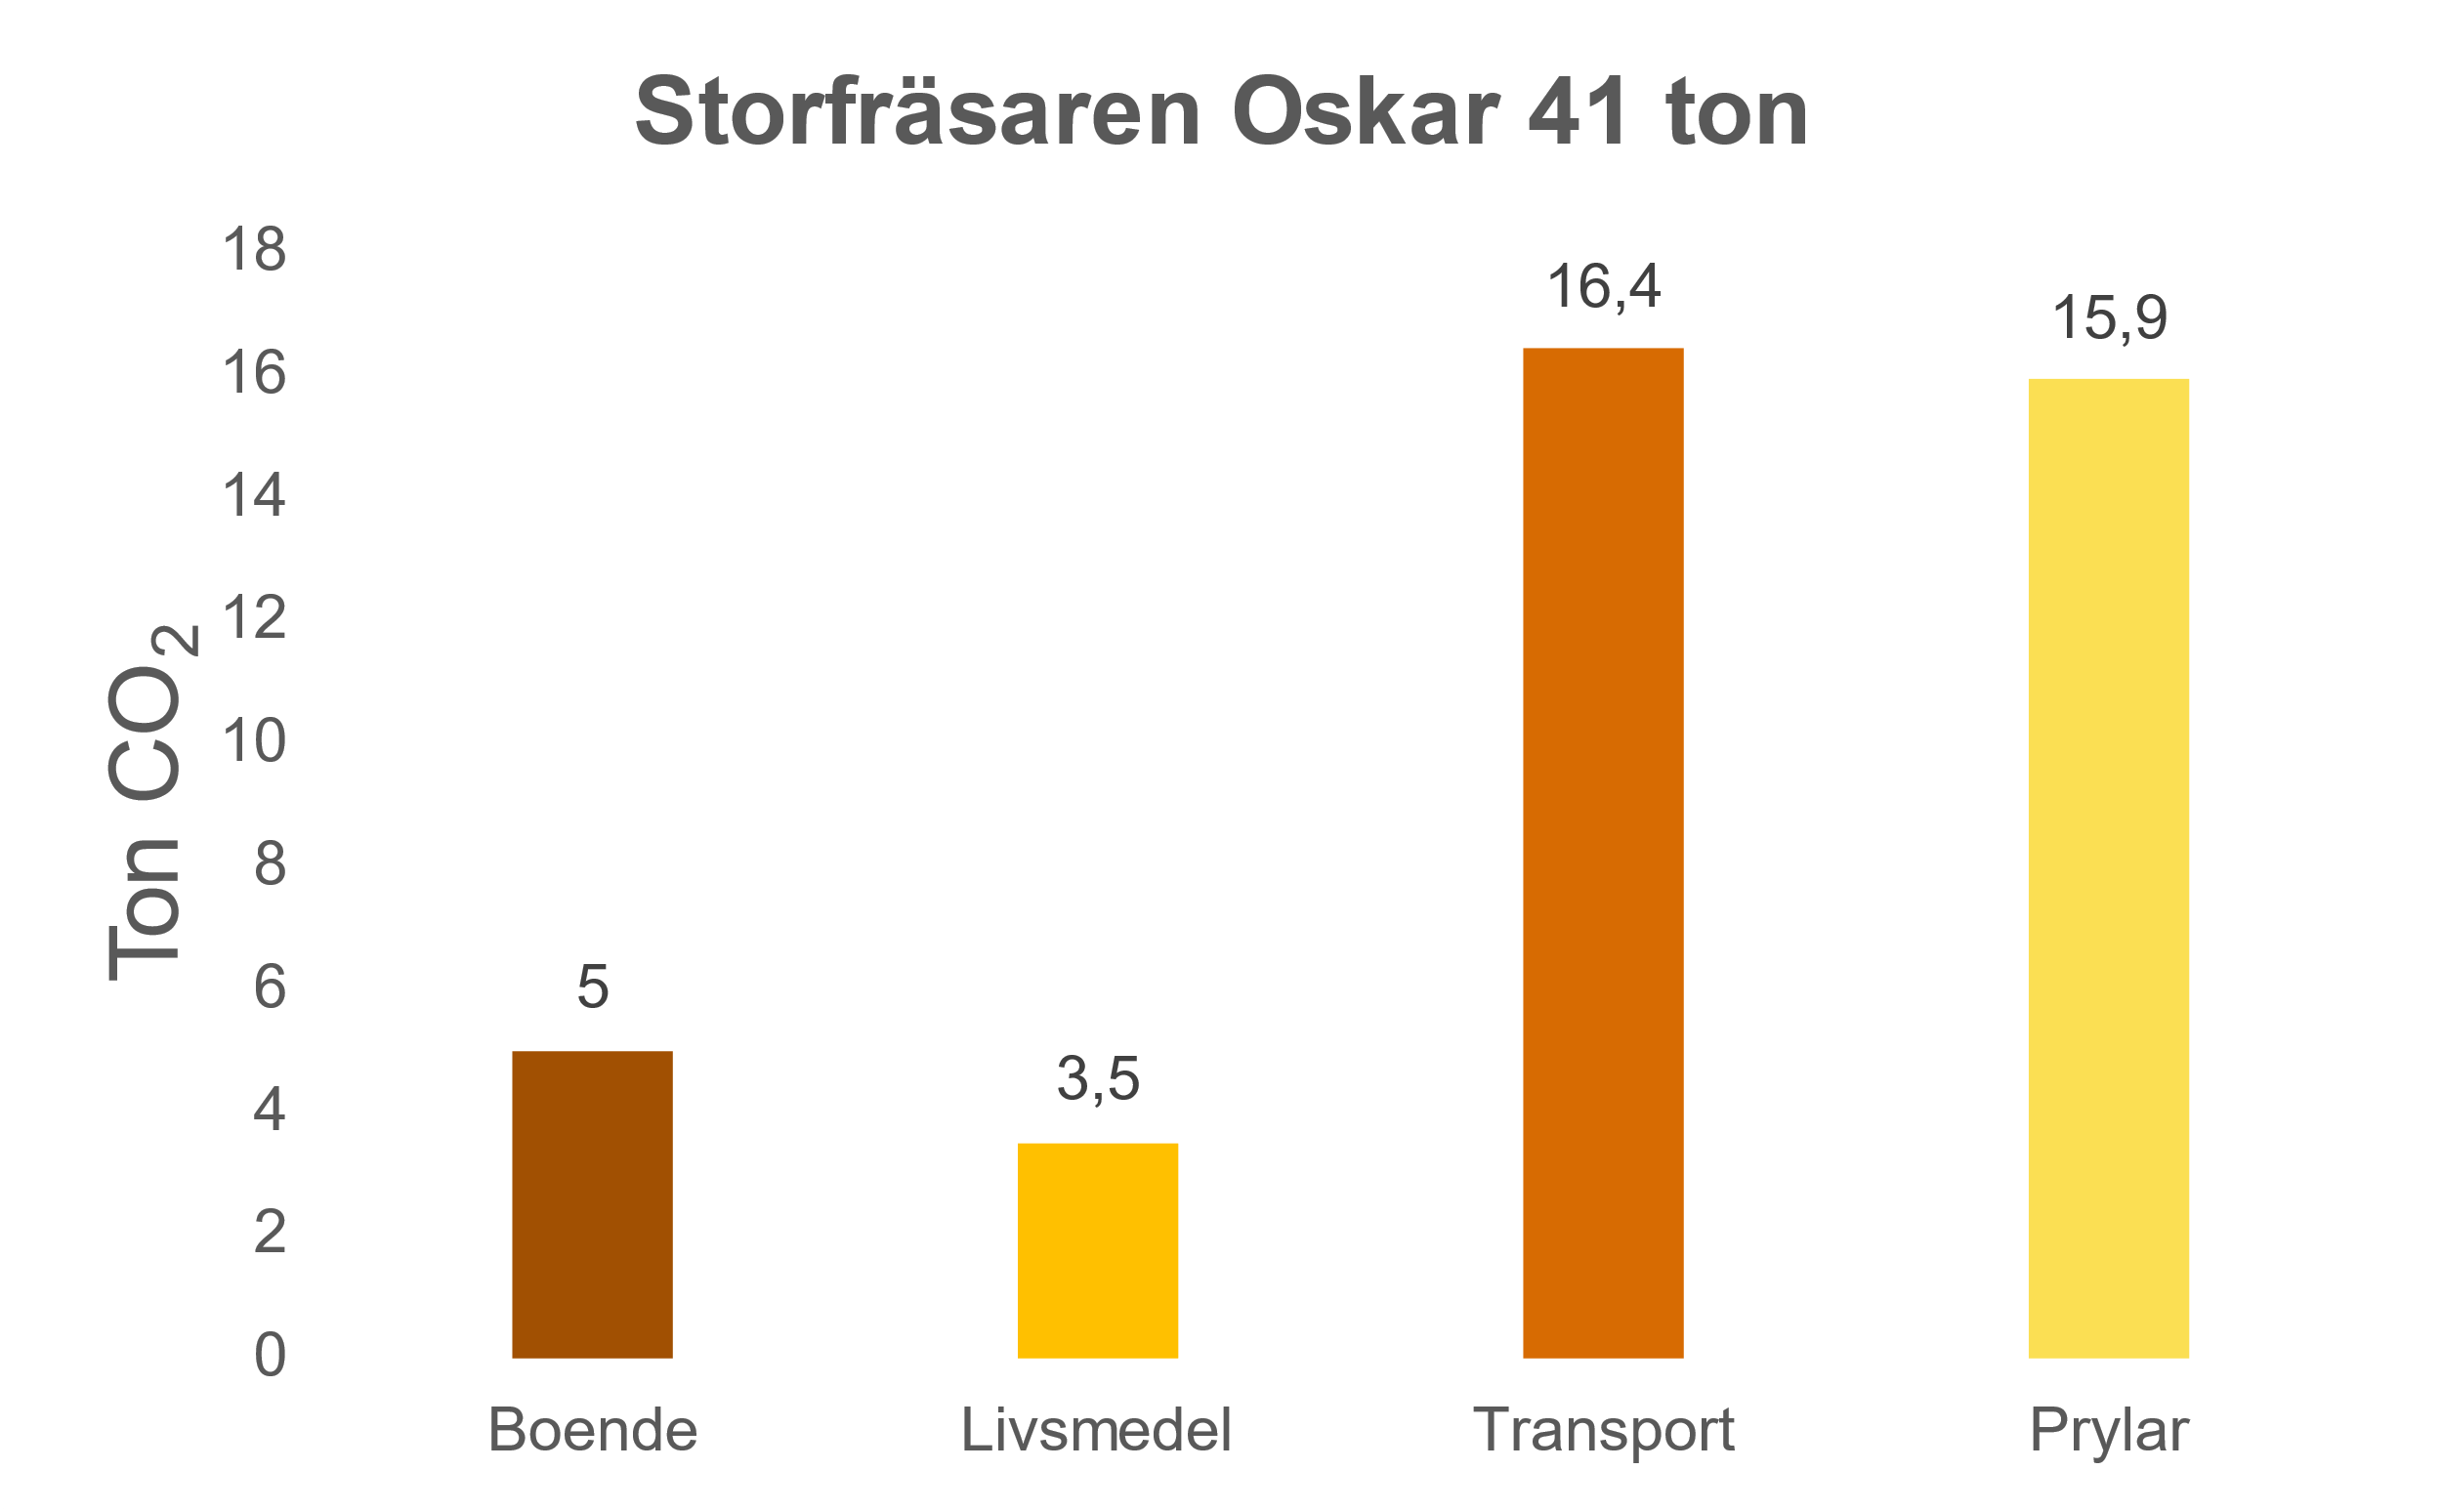 Storfräsaren Oskar 41 ton
Ton CO₂
18
16
14
12
10
8
6
4
2
0
5
3,5
16,4
15,9
Boende
Livsmedel
Transport
Prylar